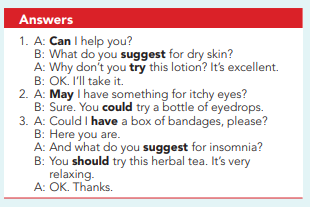 Answers
1. A: Can I help you?
B: What do you suggest for dry skin?
A: Why don't you try this lotion? It's excellent.
B: OK. I'll take it.
2. A: May I have something for itchy eyes?
B: Sure. You could try a bottle of eyedrops.
3. A: Could I have a box of bandages, please?
B: Here you are.
A: And what do you suggest for insomnia?
B: You should try this herbal tea. It's very
relaxing.
A: OK. Thanks.